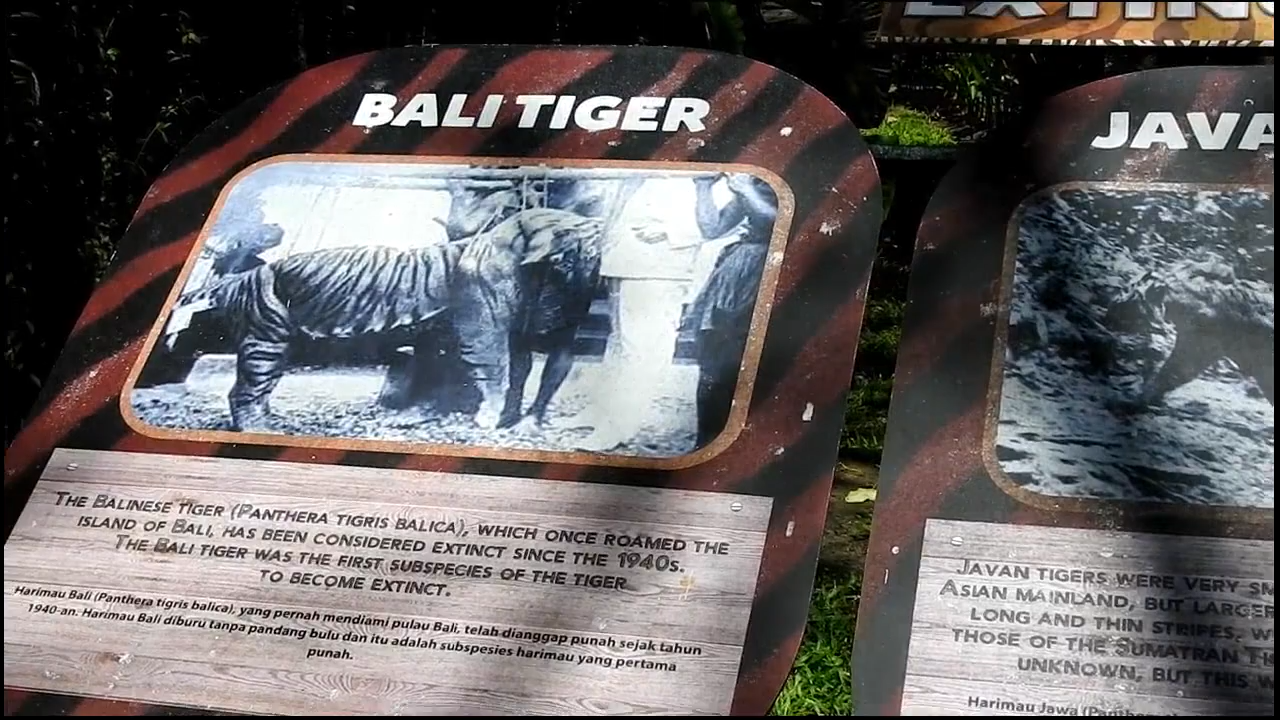 BALI TIGER
THE BALINESE TIGER (PANTHERA TIGRIS BALICA), WHICH ONCE ROAMED THE
ISLAND OF BALI, HAS BEEN CONSIDERED EXTINCT SINCE THE 1940s.
THE BALI TIGER WAS THE FIRST SUBSPECIES OF THE TIGER
TO BECOME EXTINCT.
Harimau Bali (Panthera tigris balica), yang pernah mendiami pulau Bali, telah dianggap punah sejak tahun
1940-an. Harimau Bali diburu tanpa pandang bulu dan itu adalah subspesies harimau yang pertama
punah.
JAVA
JAVAN TIGERS WERE VERY
ASIAN MAINLAND, BUT LARGER
LONG AND THIN STRIPES,
THOSE OF THE SUMATRAN
UNKNOWN, BUT THIS
Harimau Jawa